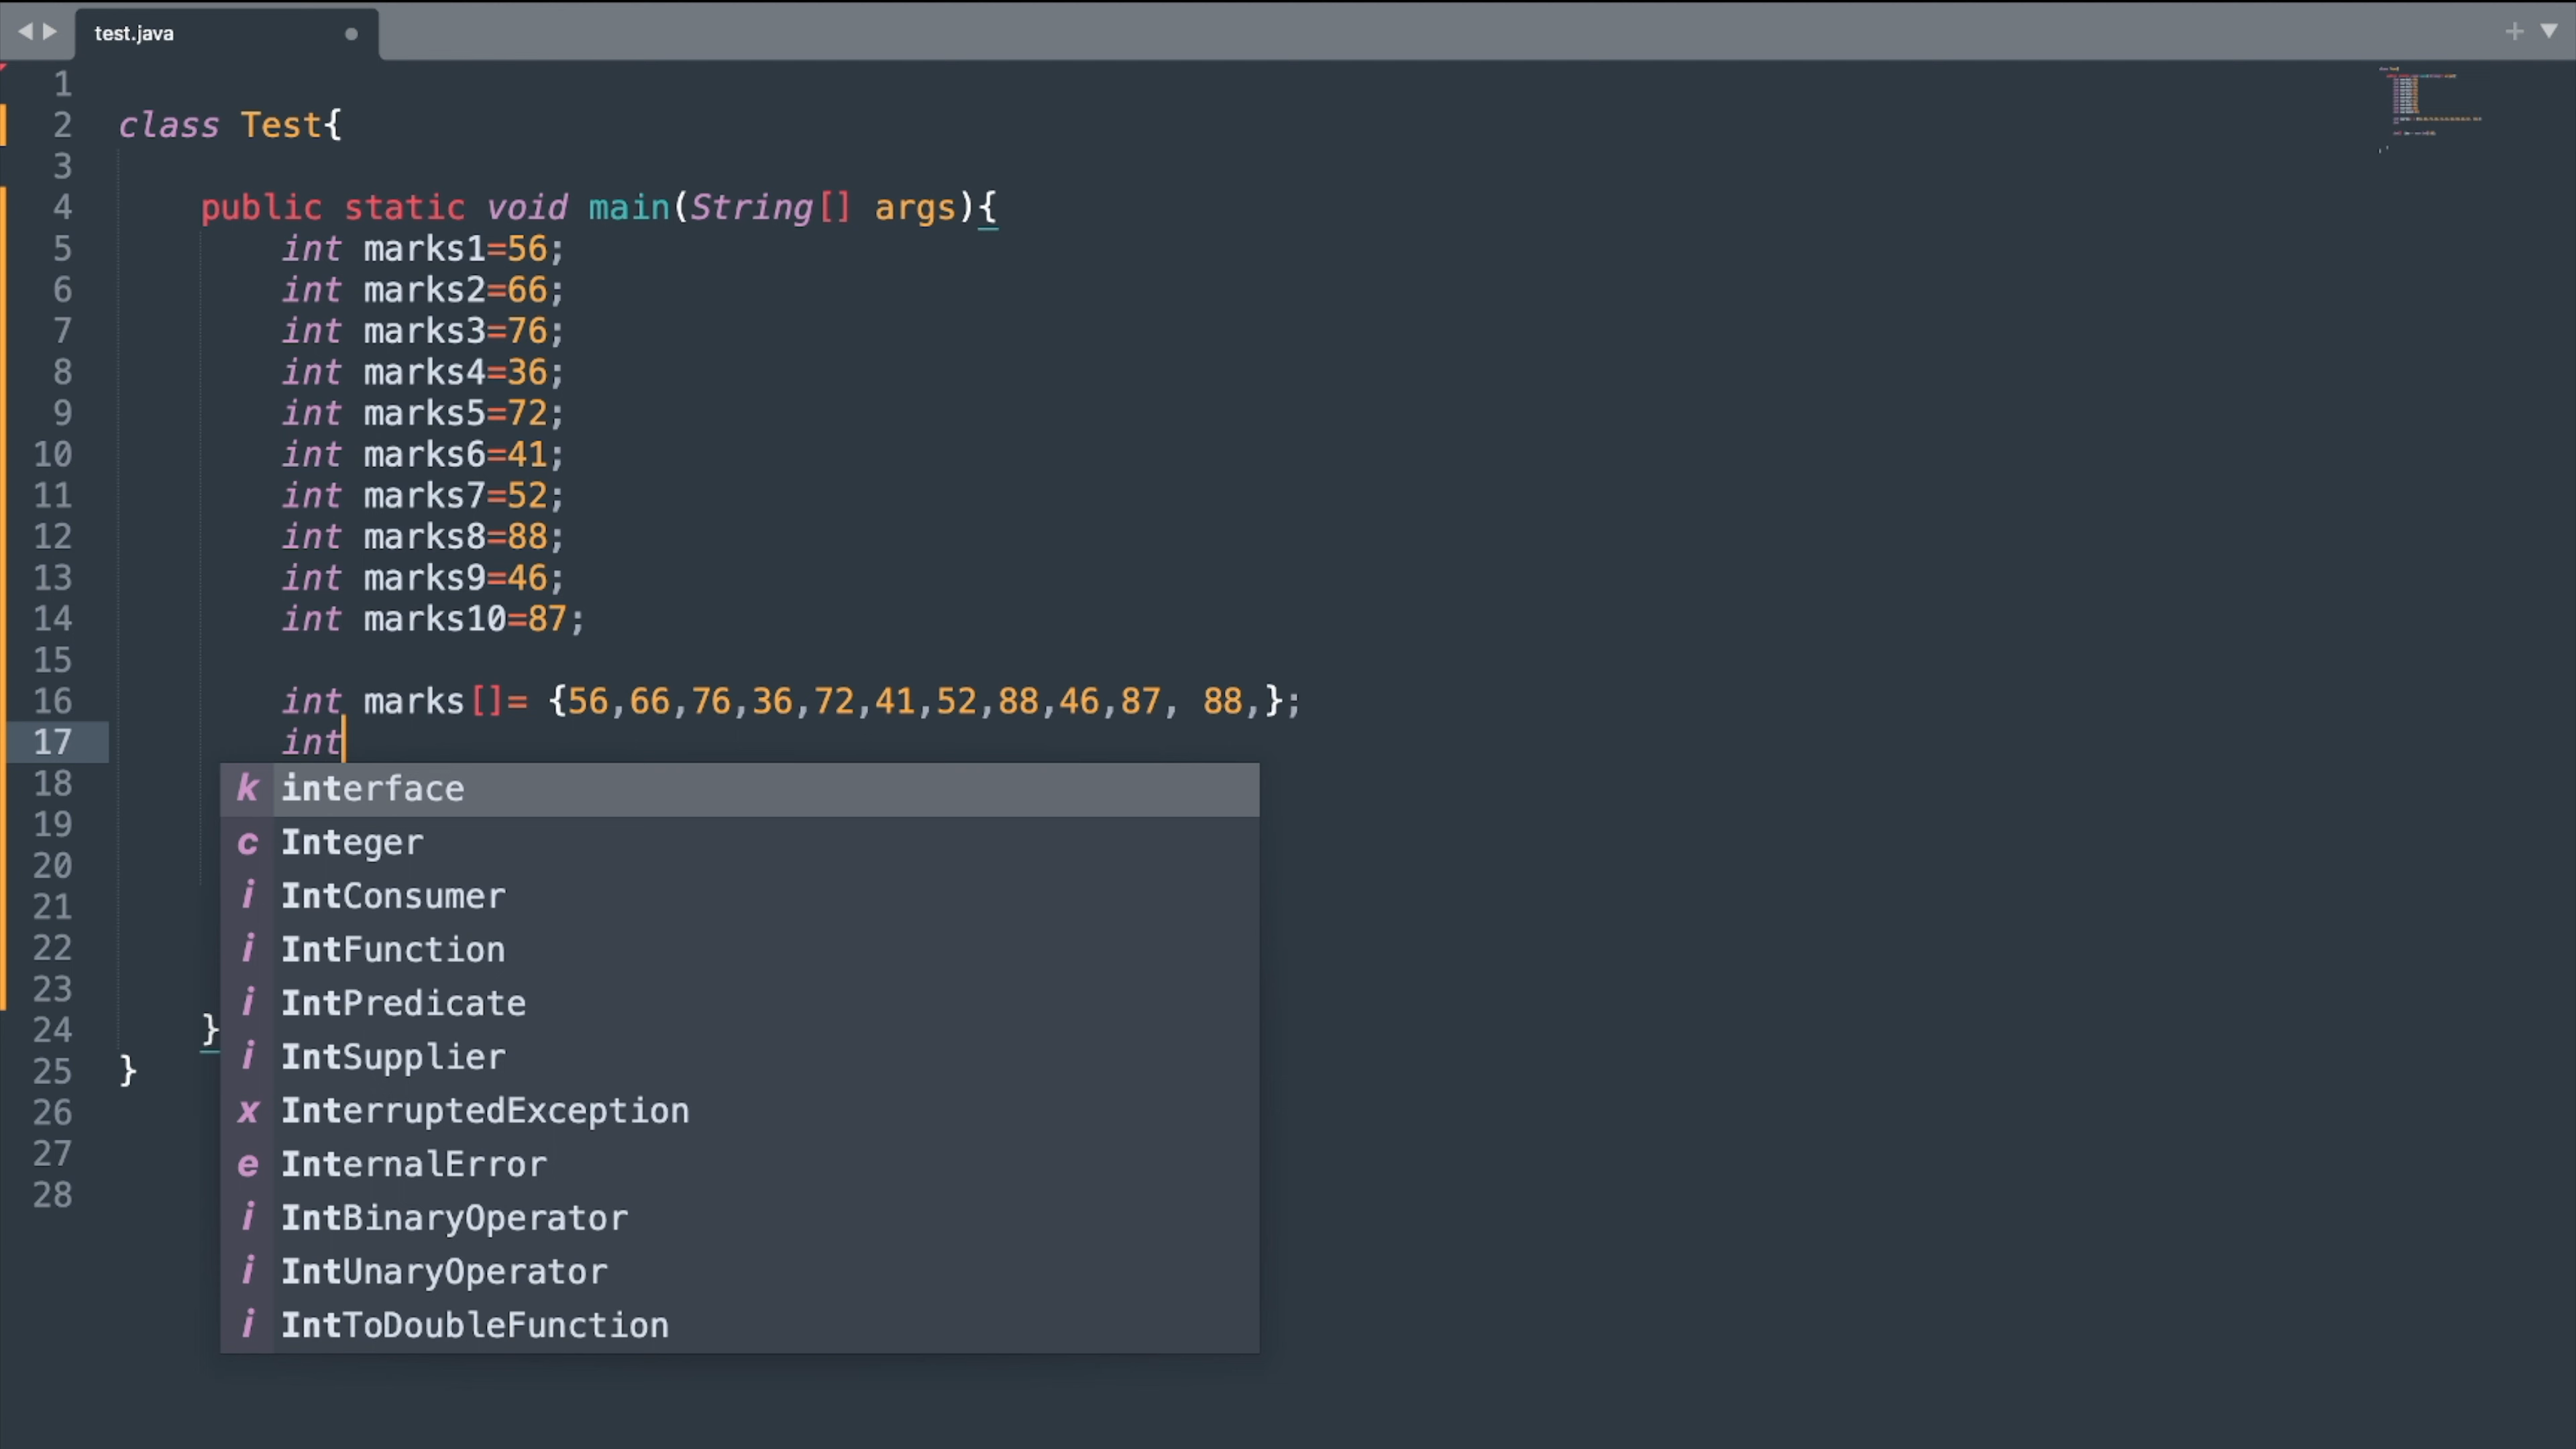 test.java
1
2 class Test{
3
4 public static void main(String[] args){
5 int marks1=56;
6 int marks2=66;
7 int marks3=76;
8 int marks4=36;
9 int marks5=72;
10 int marks6=41;
11 int marks7=52;
12 int marks8=88;
13 int marks9=46;
14 int marks10=87;
15
16 int marks[]= {56,66,76,36,72,41,52,88,46,87, 88,};
17 int
18 k interface
19 c Integer
20 i IntConsumer
21
22 i IntFunction
23 i IntPredicate
24 }
i IntSupplier
25 }
26 x InterruptedException
27 e InternalError
28 i IntBinaryOperator
i IntUnaryOperator
i IntToDoubleFunction